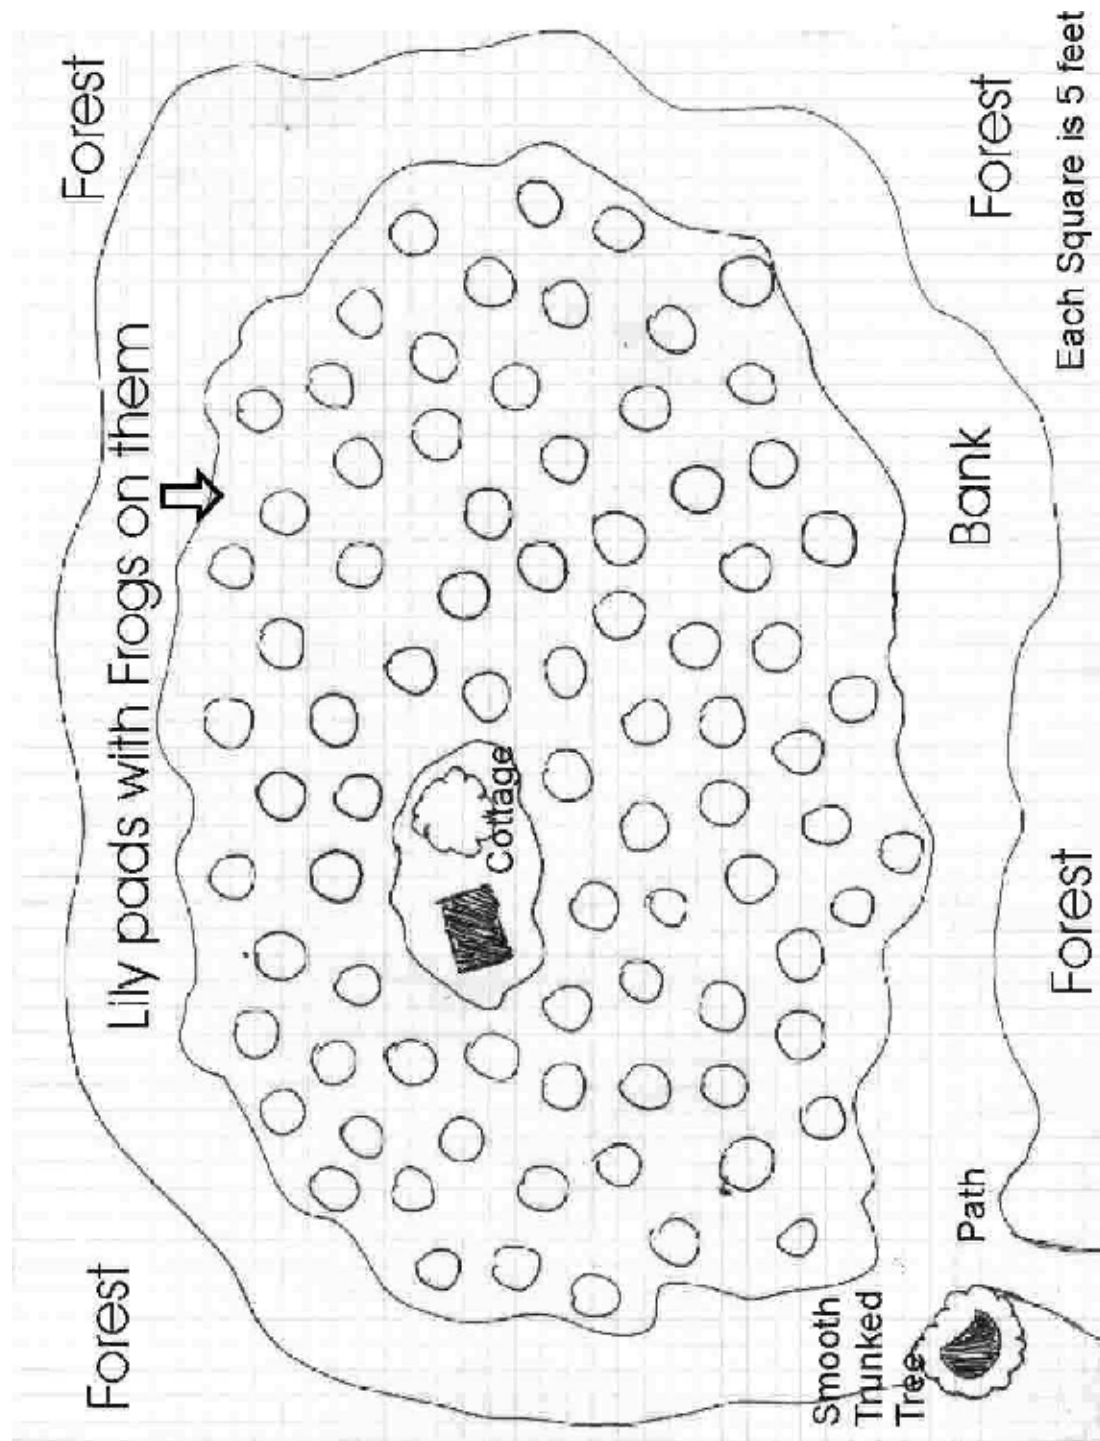 Forest
Lily pads with Frogs on them
Forest
Cottage
Smooth
Trunked
Tree
Path
Bank
Forest
Forest
Each Square is 5 feet